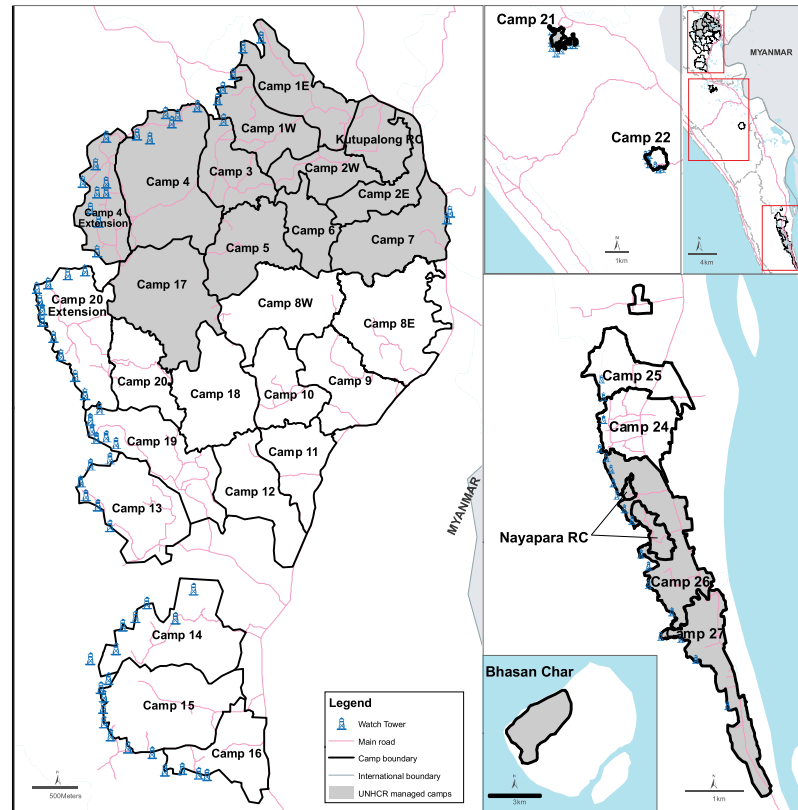 Camp 1E
Camp 1W
Kutupalong RC
Camp 4
Camp 3
Camp 2W
Camp 2E
Camp 4
Extension
Camp 6
Camp 7
Camp 5
Camp 17
Camp 20
Extension
Camp 8W
Camp 8E
Camp 20
Camp 18
Camp 10
Camp 9
Camp 19
Camp 11
Camp 13
Camp 12
MYANMAR
Camp 14
Camp 15
Camp 16
N
500Meters
Legend
Watch Tower
Main road
Camp boundary
International boundary
UNHCR managed camps
Camp 21
Camp 22
N
1km
MYANMAR
N
4km
Camp 25
Camp 24
Nayapara RC
Camp 26
Camp 27
Bhasan Char
N
3km
N
1km